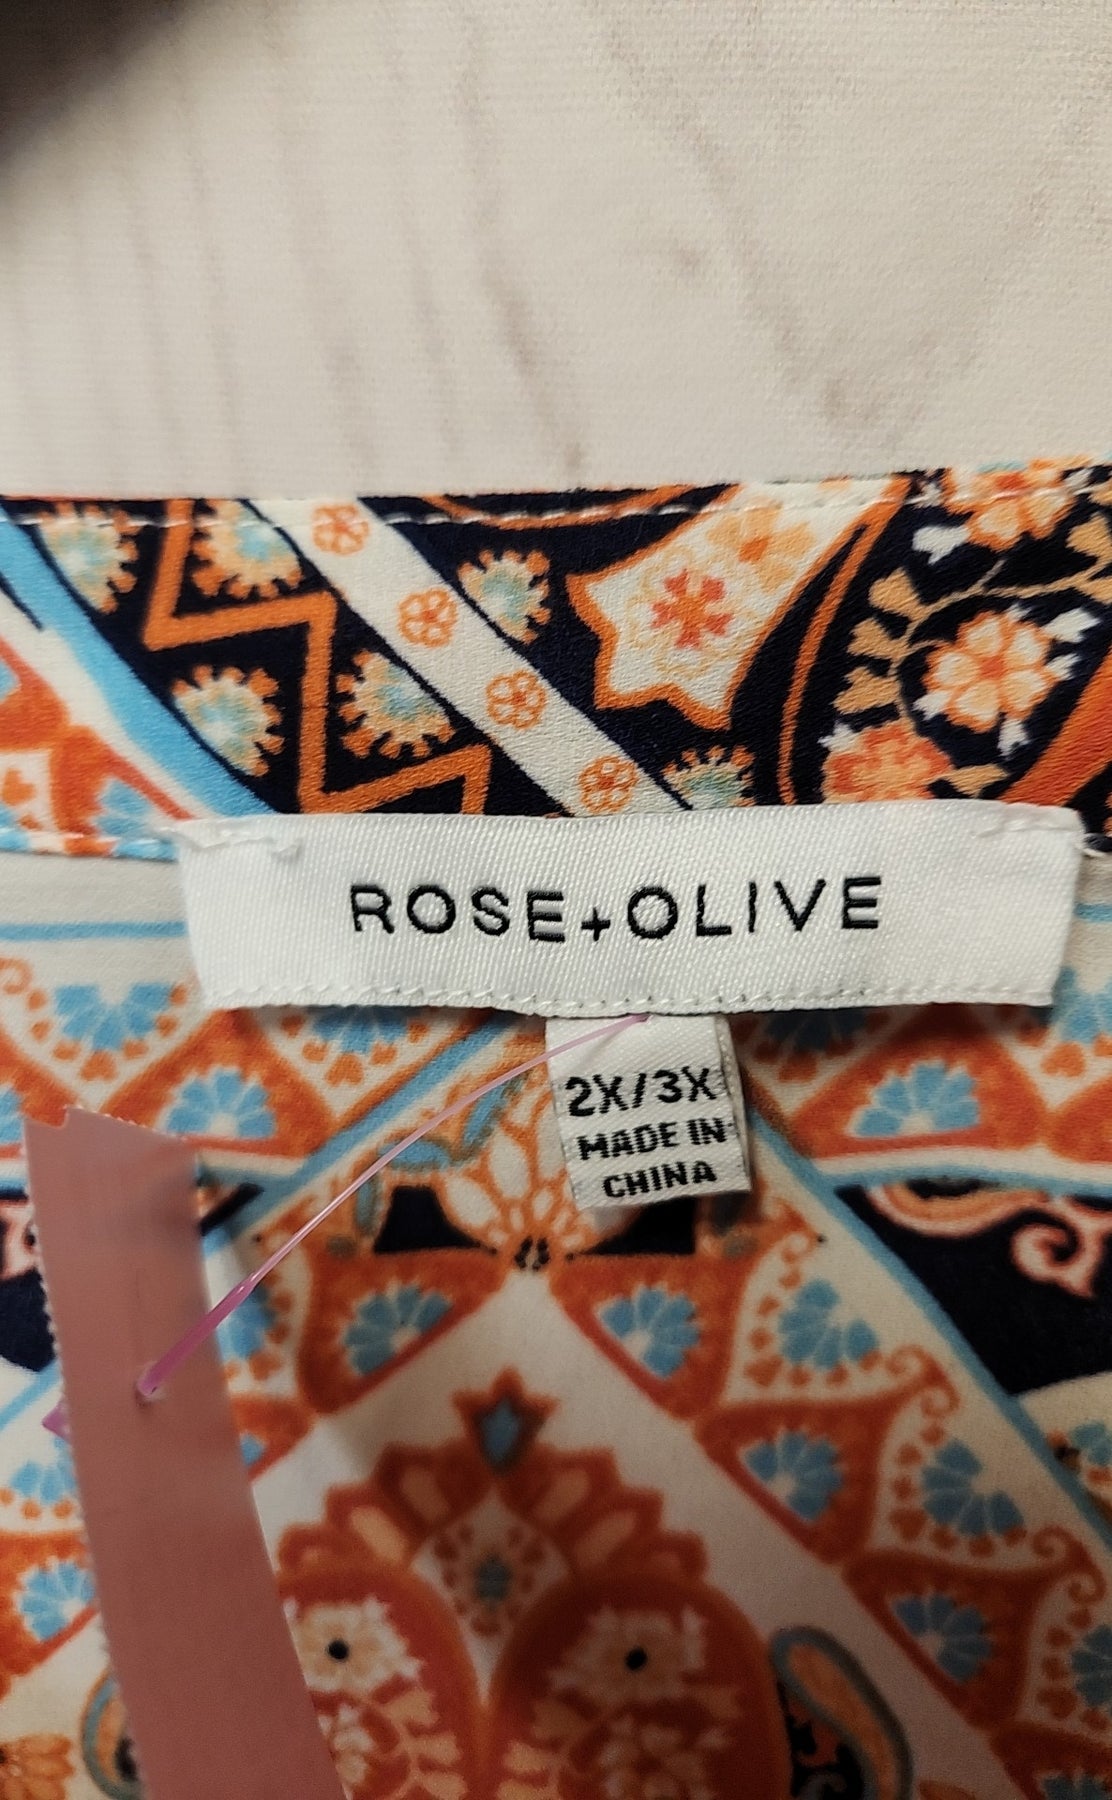 ROSE+OLIVE
2X/3X
MADE IN
CHINA